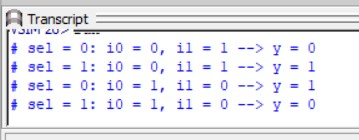 Transcript
# sel = 0: i0 = 0, i1 = 1 --> y = 0
# sel = 1: i0 = 0, i1 = 1 --> y = 1
# sel = 0: i0 = 1, i1 = 0 --> y = 1
# sel = 1: i0 = 1, i1 = 0 --> y = 0